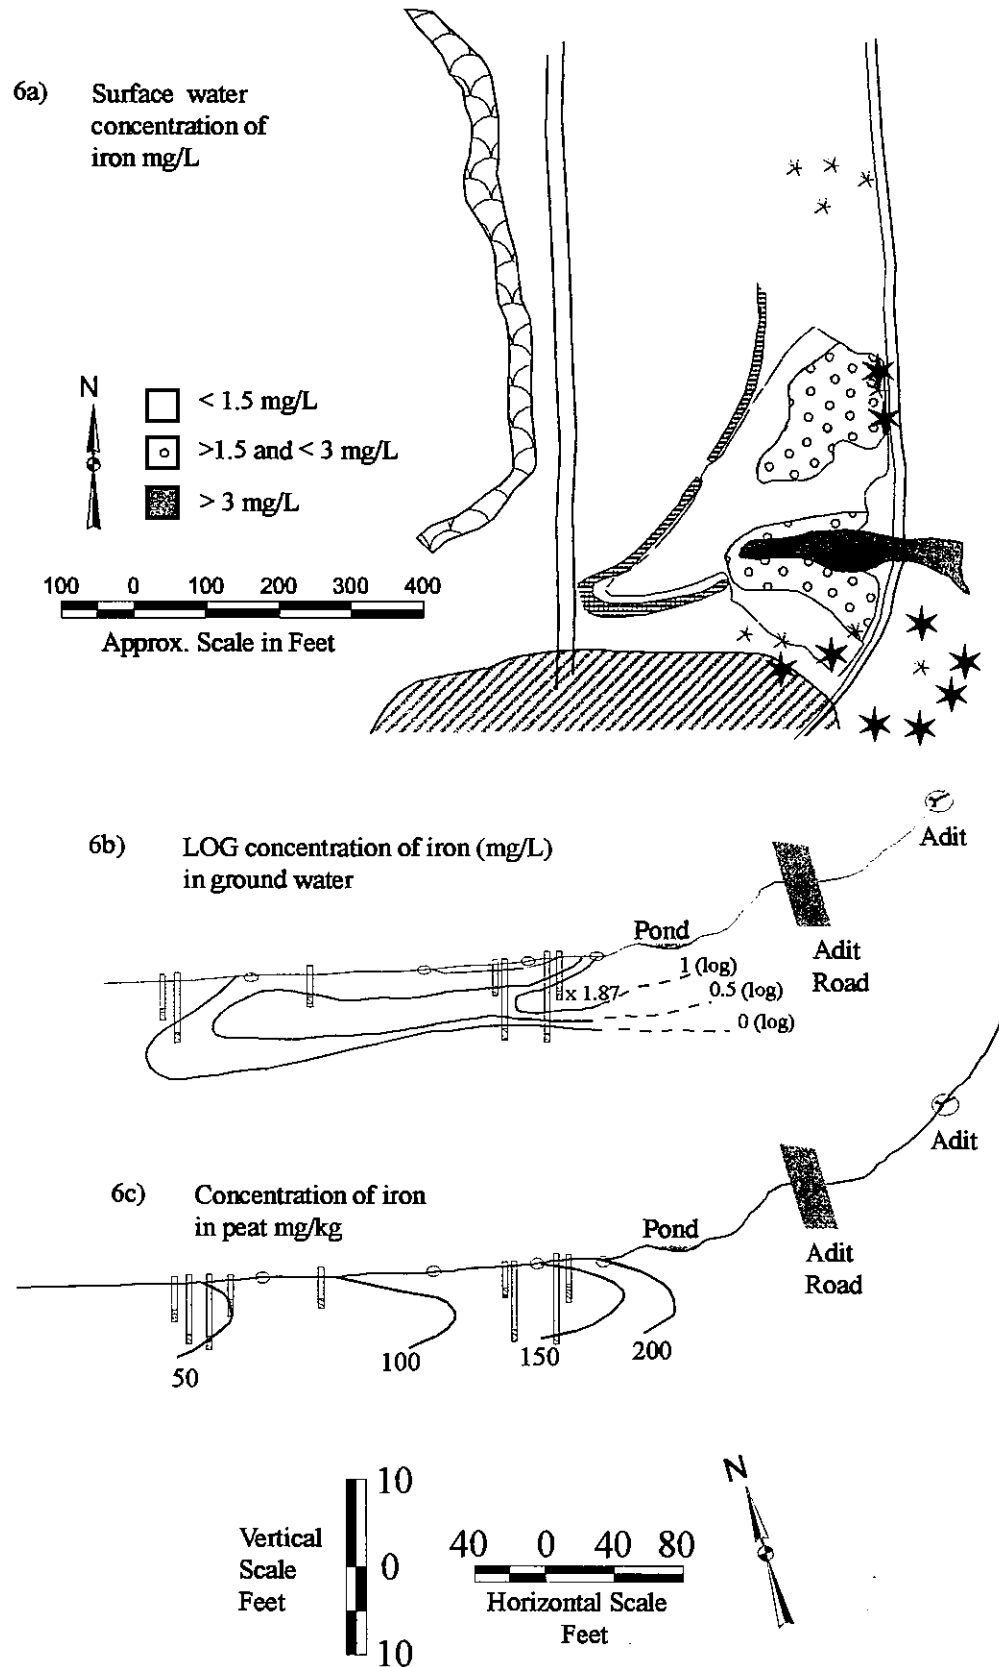 6a) Surface water
concentration of
iron mg/L
N
< 1.5 mg/L
>1.5 and < 3 mg/L
> 3 mg/L
100 0 100 200 300 400
Approx. Scale in Feet
6b) LOG concentration of iron (mg/L)
in ground water
Adit
Pond
Adit
Road
x 1.87
1 (log)
0.5 (log)
0 (log)
6c) Concentration of iron
in peat mg/kg
Adit
Pond
Adit
Road
50
100
150
200
Vertical
Scale
Feet
10
0
10
40 0 40 80
Horizontal Scale
Feet
N